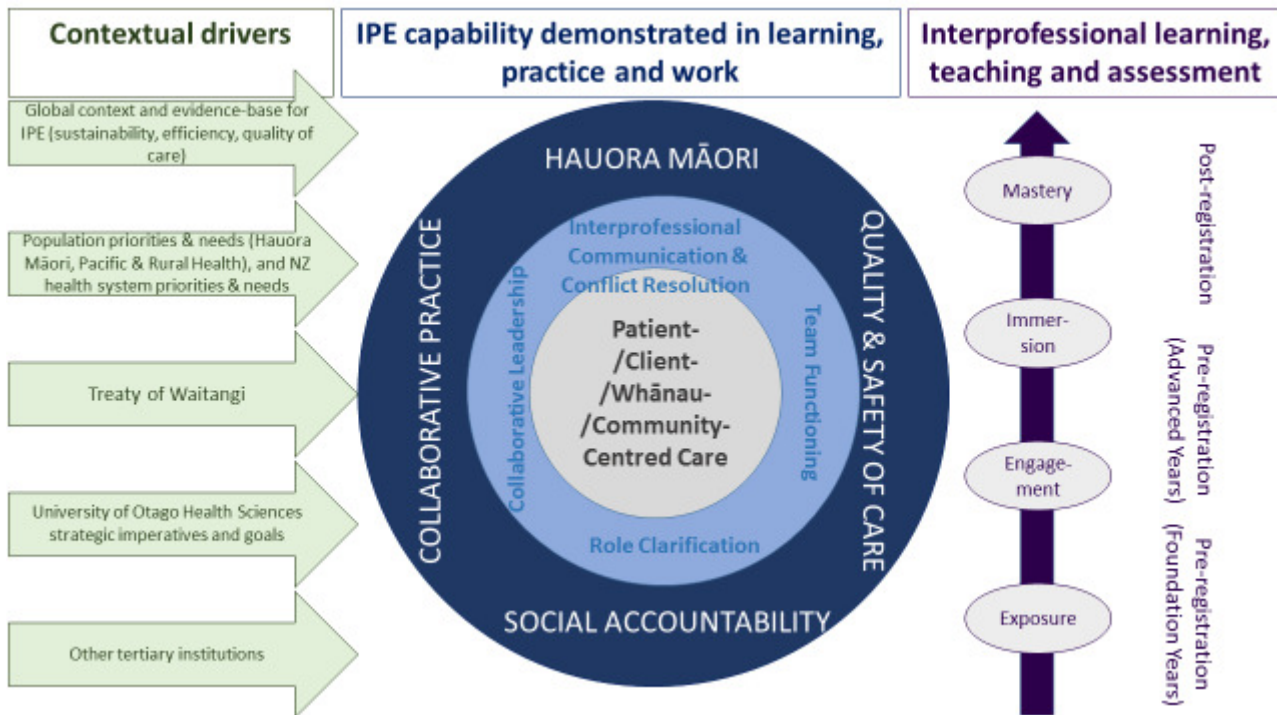 Contextual drivers
Global context and evidence-base for
IPE (sustainability, efficiency, quality of
care)
Population priorities & needs (Hauora
Māori, Pacific & Rural Health), and NZ
health system priorities & needs
Treaty of Waitangi
University of Otago Health Sciences
strategic imperatives and goals
Other tertiary institutions
IPE capability demonstrated in learning,
practice and work
HAUORA MĀORI
COLLABORATIVE PRACTICE
QUALITY & SAFETY OF CARE
SOCIAL ACCOUNTABILITY
Interprofessional
Communication &
Conflict Resolution
Collaborative Leadership
Team Functioning
Role Clarification
Patient-
/Client-
/Whānau-
/Community-
Centred Care
Interprofessional learning,
teaching and assessment
Mastery
Immer-
sion
Engage-
ment
Exposure
Post-registration
Pre-registration
(Advanced Years)
Pre-registration
(Foundation Years)